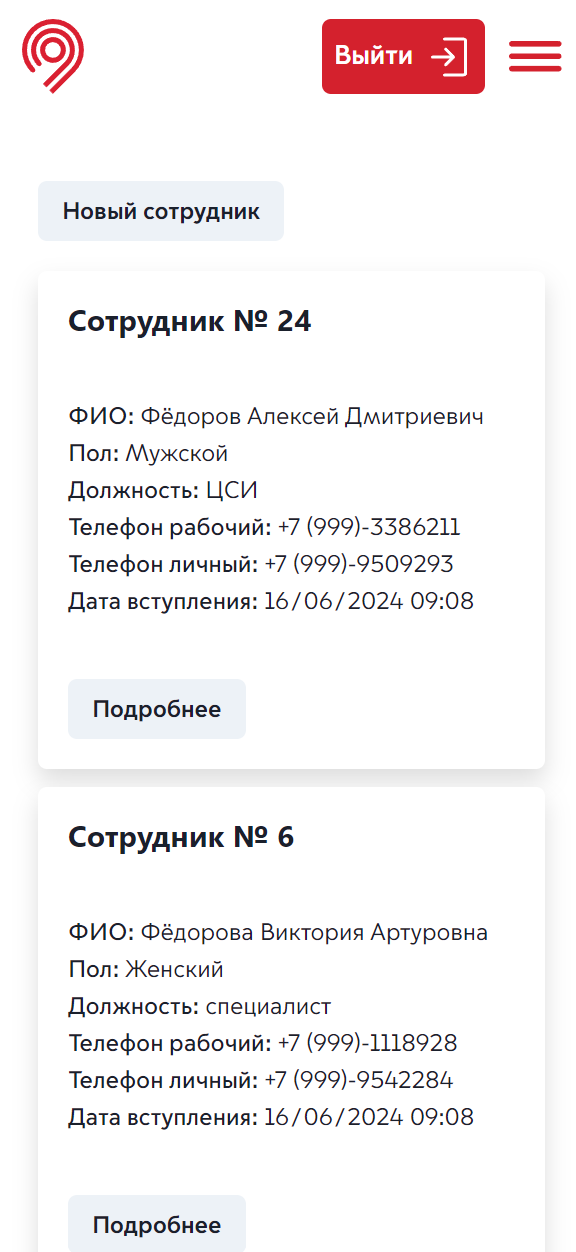 Выйти
Новый сотрудник
Сотрудник № 24
ФИО: Фёдоров Алексей Дмитриевич
Пол: Мужской
Должность: ЦСИ
Телефон рабочий: +7 (999)-3386211
Телефон личный: +7 (999)-9509293
Дата вступления: 16/06/2024 09:08
Подробнее
Сотрудник № 6
ФИО: Фёдорова Виктория Артуровна
Пол: Женский
Должность: специалист
Телефон рабочий: +7 (999)-1118928
Телефон личный: +7 (999)-9542284
Дата вступления: 16/06/2024 09:08
Подробнее